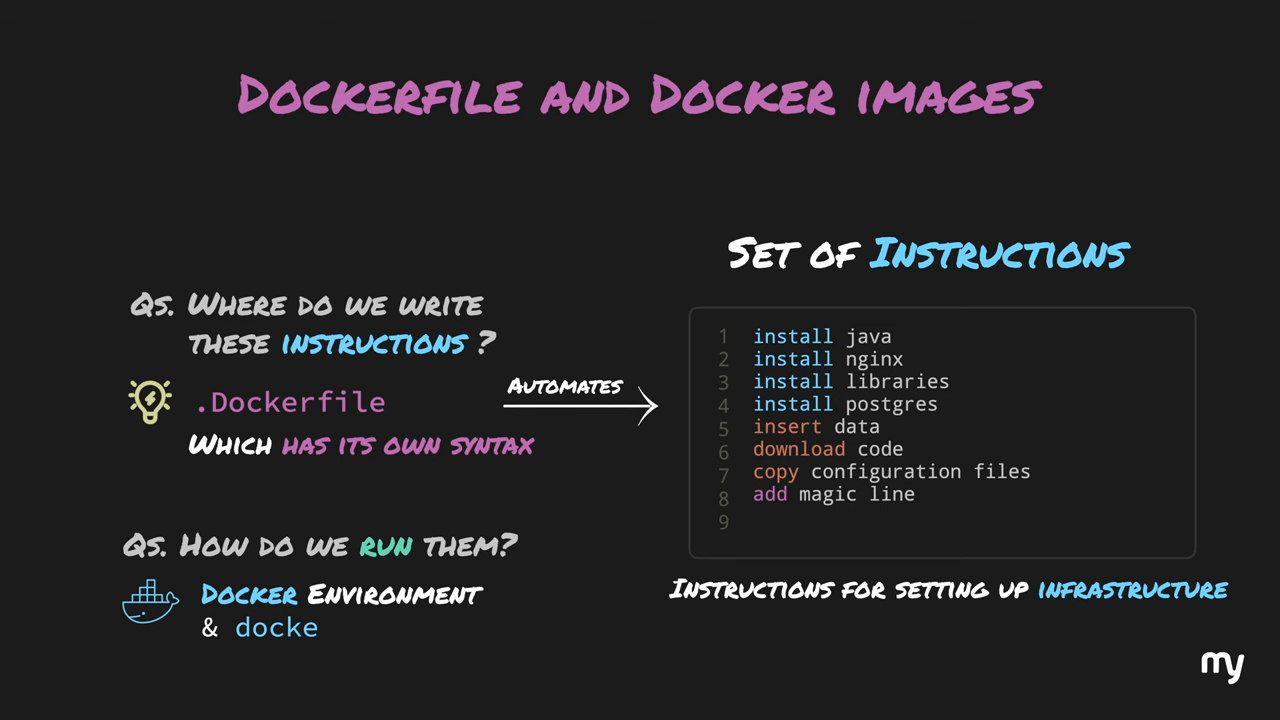 Dockerfile and Docker images
Qs. Where do we write
these instructions ?
.Dockerfile
Which has its own syntax
Qs. How do we run them?
Docker Environment
& docke
Automates
Set of Instructions
1 install java
2 install nginx
3 install libraries
4 install postgres
5 insert data
6 download code
7 copy configuration files
8 add magic line
9
Instructions for setting up infrastructure
my